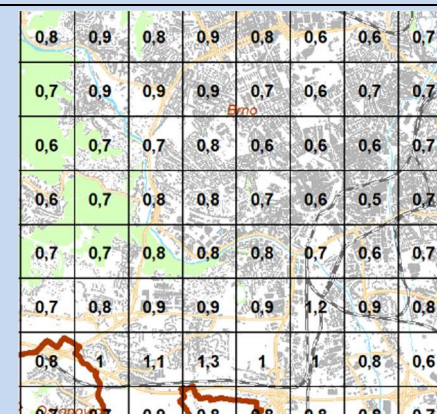 0,8 0,9 0,8 0,9 0,8 0,6 0,6 0,7
0,7 0,9 0,9 0,9 0,7 0,6 0,7 0,7
Brno
0,6 0,7 0,7 0,8 0,6 0,6 0,6 0,7
0,6 0,7 0,8 0,8 0,7 0,6 0,5 0,7
0,7 0,7 0,8 0,8 0,8 0,7 0,6 0,7
0,7 0,8 0,9 0,9 0,9 1,2 0,9 0,8
0,8 1 1,1 1,3 1 1 0,8 0,6